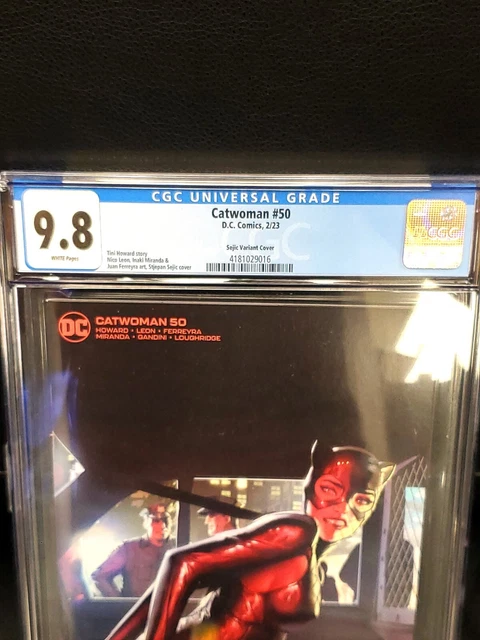 CGC UNIVERSAL GRADE
9.8
WHITE Pages
Catwoman #50
D.C. Comics, 2/23
Sejic Variant Cover
4181029016
Tini Howard story
Nico Leon, Inaki Miranda &
Juan Ferreyra art, Stjepan Sejic cover
CGC
DC
CATWOMAN 50
HOWARD • LEON • FERREYRA
MIRANDA • GANDINI • LOUGHRIDGE